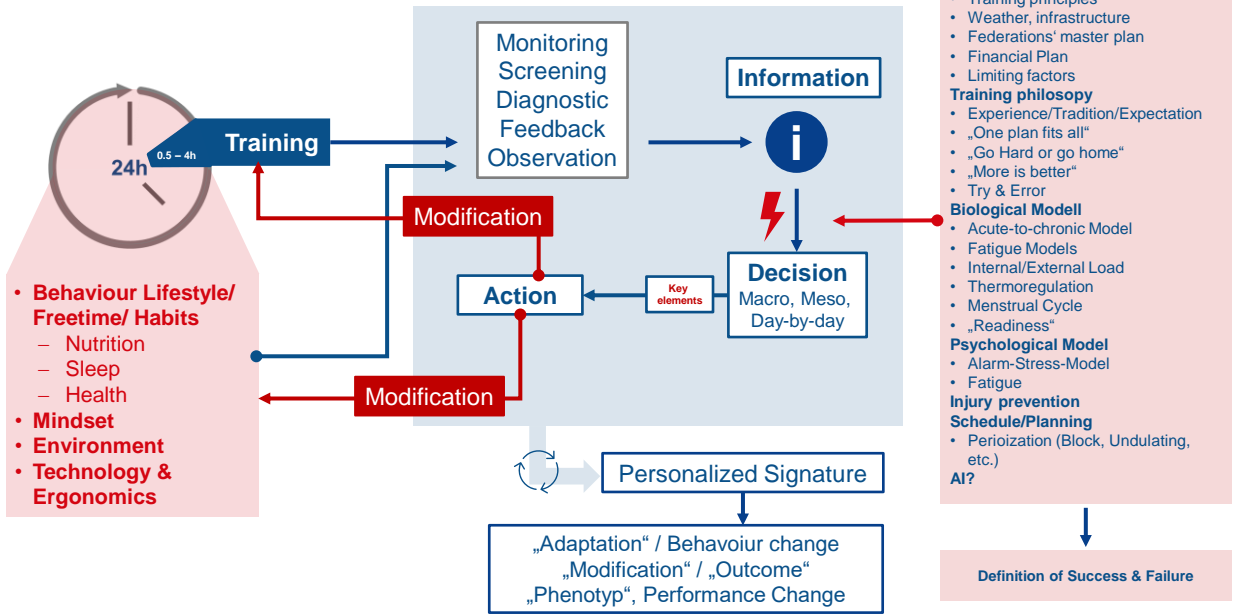 24h
0.5 – 4h
Training
• Behaviour Lifestyle/
Freetime/ Habits
– Nutrition
– Sleep
– Health
• Mindset
• Environment
• Technology &
Ergonomics
Monitoring
Screening
Diagnostic
Feedback
Observation
Information
i
Modification
Action
Key
elements
Decision
Macro, Meso,
Day-by-day
Modification
Personalized Signature
„Adaptation“ / Behavoiur change
„Modification“ / „Outcome“
„Phenotyp“, Performance Change
• Training principles
• Weather, infrastructure
• Federations‘ master plan
• Financial Plan
• Limiting factors
Training philosopy
• Experience/Tradition/Expectation
• „One plan fits all“
• „Go Hard or go home“
• „More is better“
• Try & Error
Biological Modell
• Acute-to-chronic Model
• Fatigue Models
• Internal/External Load
• Thermoregulation
• Menstrual Cycle
• „Readiness“
Psychological Model
• Alarm-Stress-Model
• Fatigue
Injury prevention
Schedule/Planning
• Perioization (Block, Undulating,
etc.)
AI?
Definition of Success & Failure